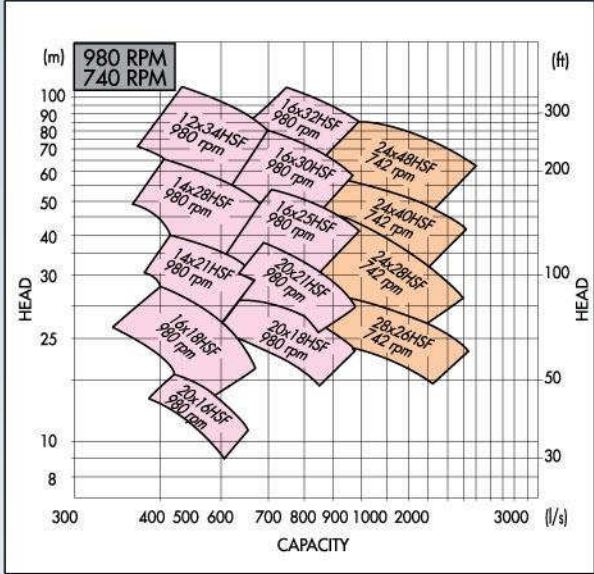 980 RPM
740 RPM
(m)
(ft)
100
90
80
70
60
50
40
30
25
10
8
HEAD
300
200
100
50
30
HEAD
12x34HSF
980 rpm
16x32HSF
980 rpm
24x48HSF
742 rpm
16x30HSF
980 rpm
14x28HSF
980 rpm
16x25HSF
980 rpm
24x40HSF
742 rpm
14x21HSF
980 rpm
20x21HSF
980 rpm
24x28HSF
742 rpm
16x18HSF
980 rpm
20x18HSF
980 rpm
28x26HSF
742 rpm
20x16HSF
980 rpm
300 400 500 600 700 800 900 1000 2000 3000 (l/s)
CAPACITY